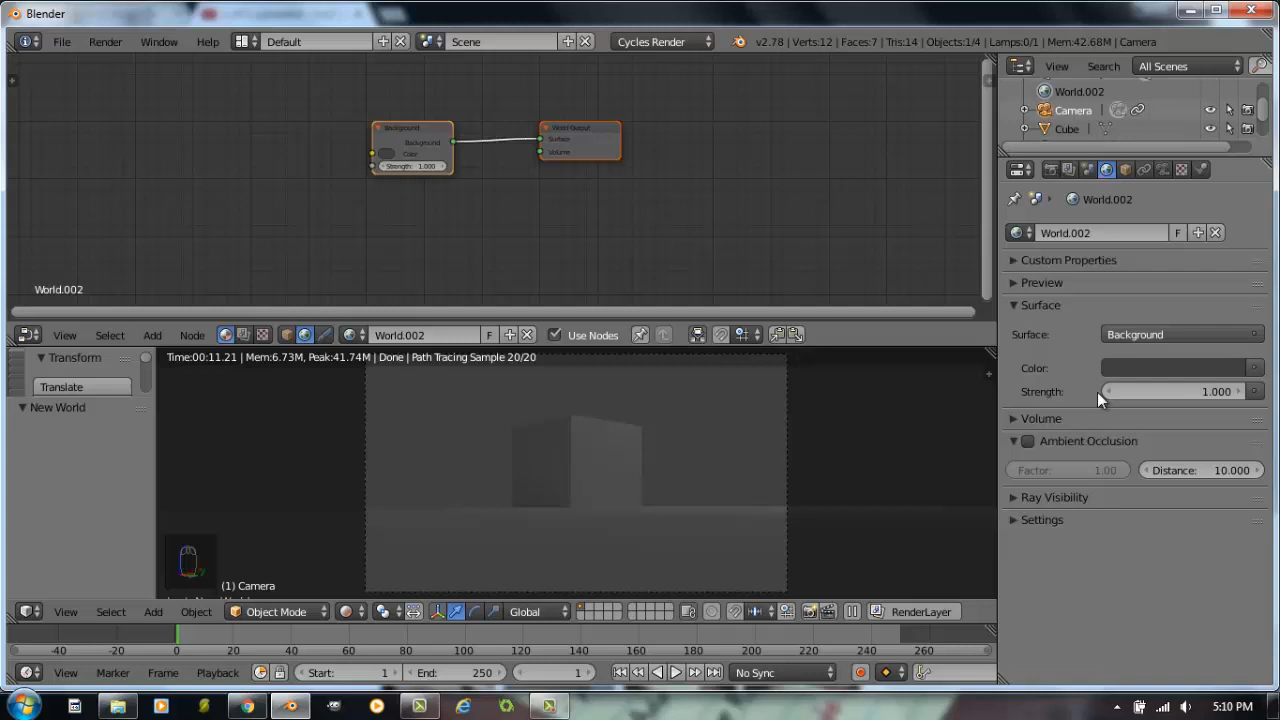 Blender
File Render Window Help Default Scene Cycles Render v2.78 | Verts:12 | Faces:7 | Tris:14 | Objects:1/4 | Lamps:0/1 | Mem:42.68M | Camera
View Search All Scenes
World.002
Camera
Cube
Background
Background
Color
Strength: 1.000
World Output
Surface
Volume
World.002
World.002
World.002 F
Custom Properties
Preview
Surface
Surface: Background
Color:
Strength: 1.000
Volume
Ambient Occlusion
Factor: 1.00 Distance: 10.000
Ray Visibility
Settings
View Select Add Node World.002 F Use Nodes
Transform
Translate
New World
Time:00:11.21 | Mem:6.73M, Peak:41.74M | Done | Path Tracing Sample 20/20
(1) Camera
View Select Add Object Object Mode Global RenderLayer
-40 -20 0 20 40 60 80 100 120 140 160 180 200 220 240 260
View Marker Frame Playback Start: 1 End: 250 1 No Sync
5:10 PM